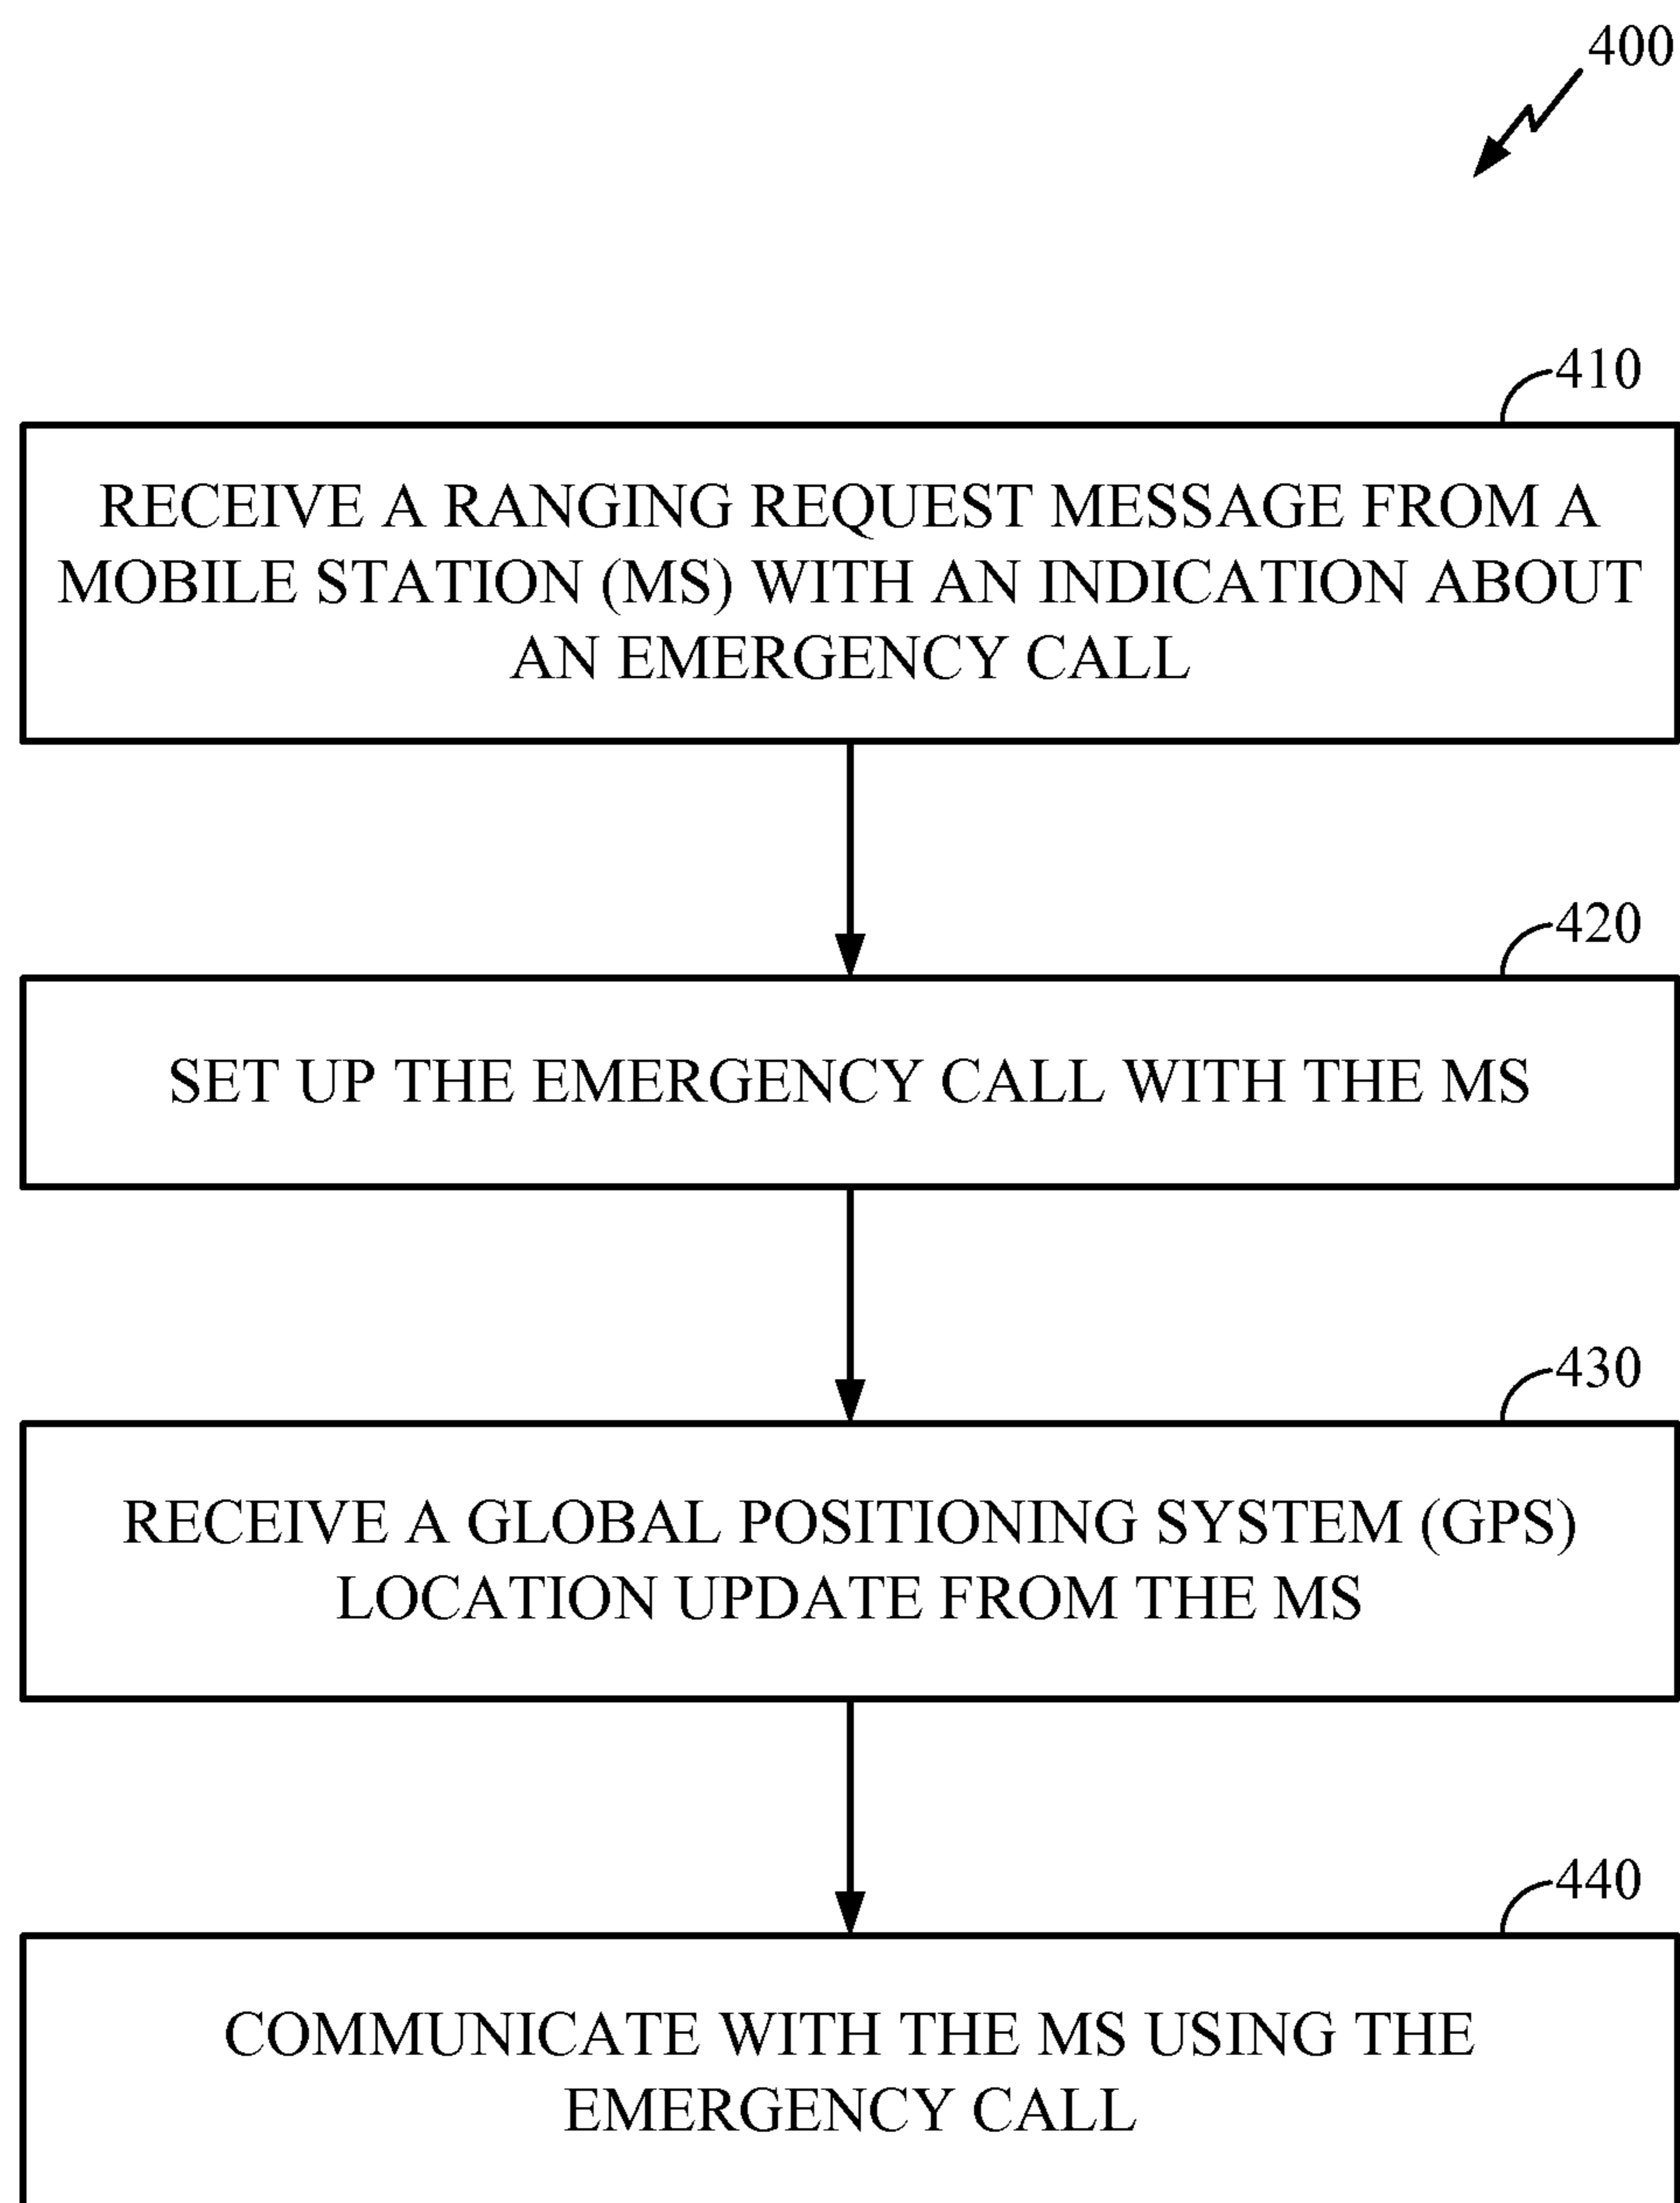 400
410
RECEIVE A RANGING REQUEST MESSAGE FROM A
MOBILE STATION (MS) WITH AN INDICATION ABOUT
AN EMERGENCY CALL
420
SET UP THE EMERGENCY CALL WITH THE MS
430
RECEIVE A GLOBAL POSITIONING SYSTEM (GPS)
LOCATION UPDATE FROM THE MS
440
COMMUNICATE WITH THE MS USING THE
EMERGENCY CALL